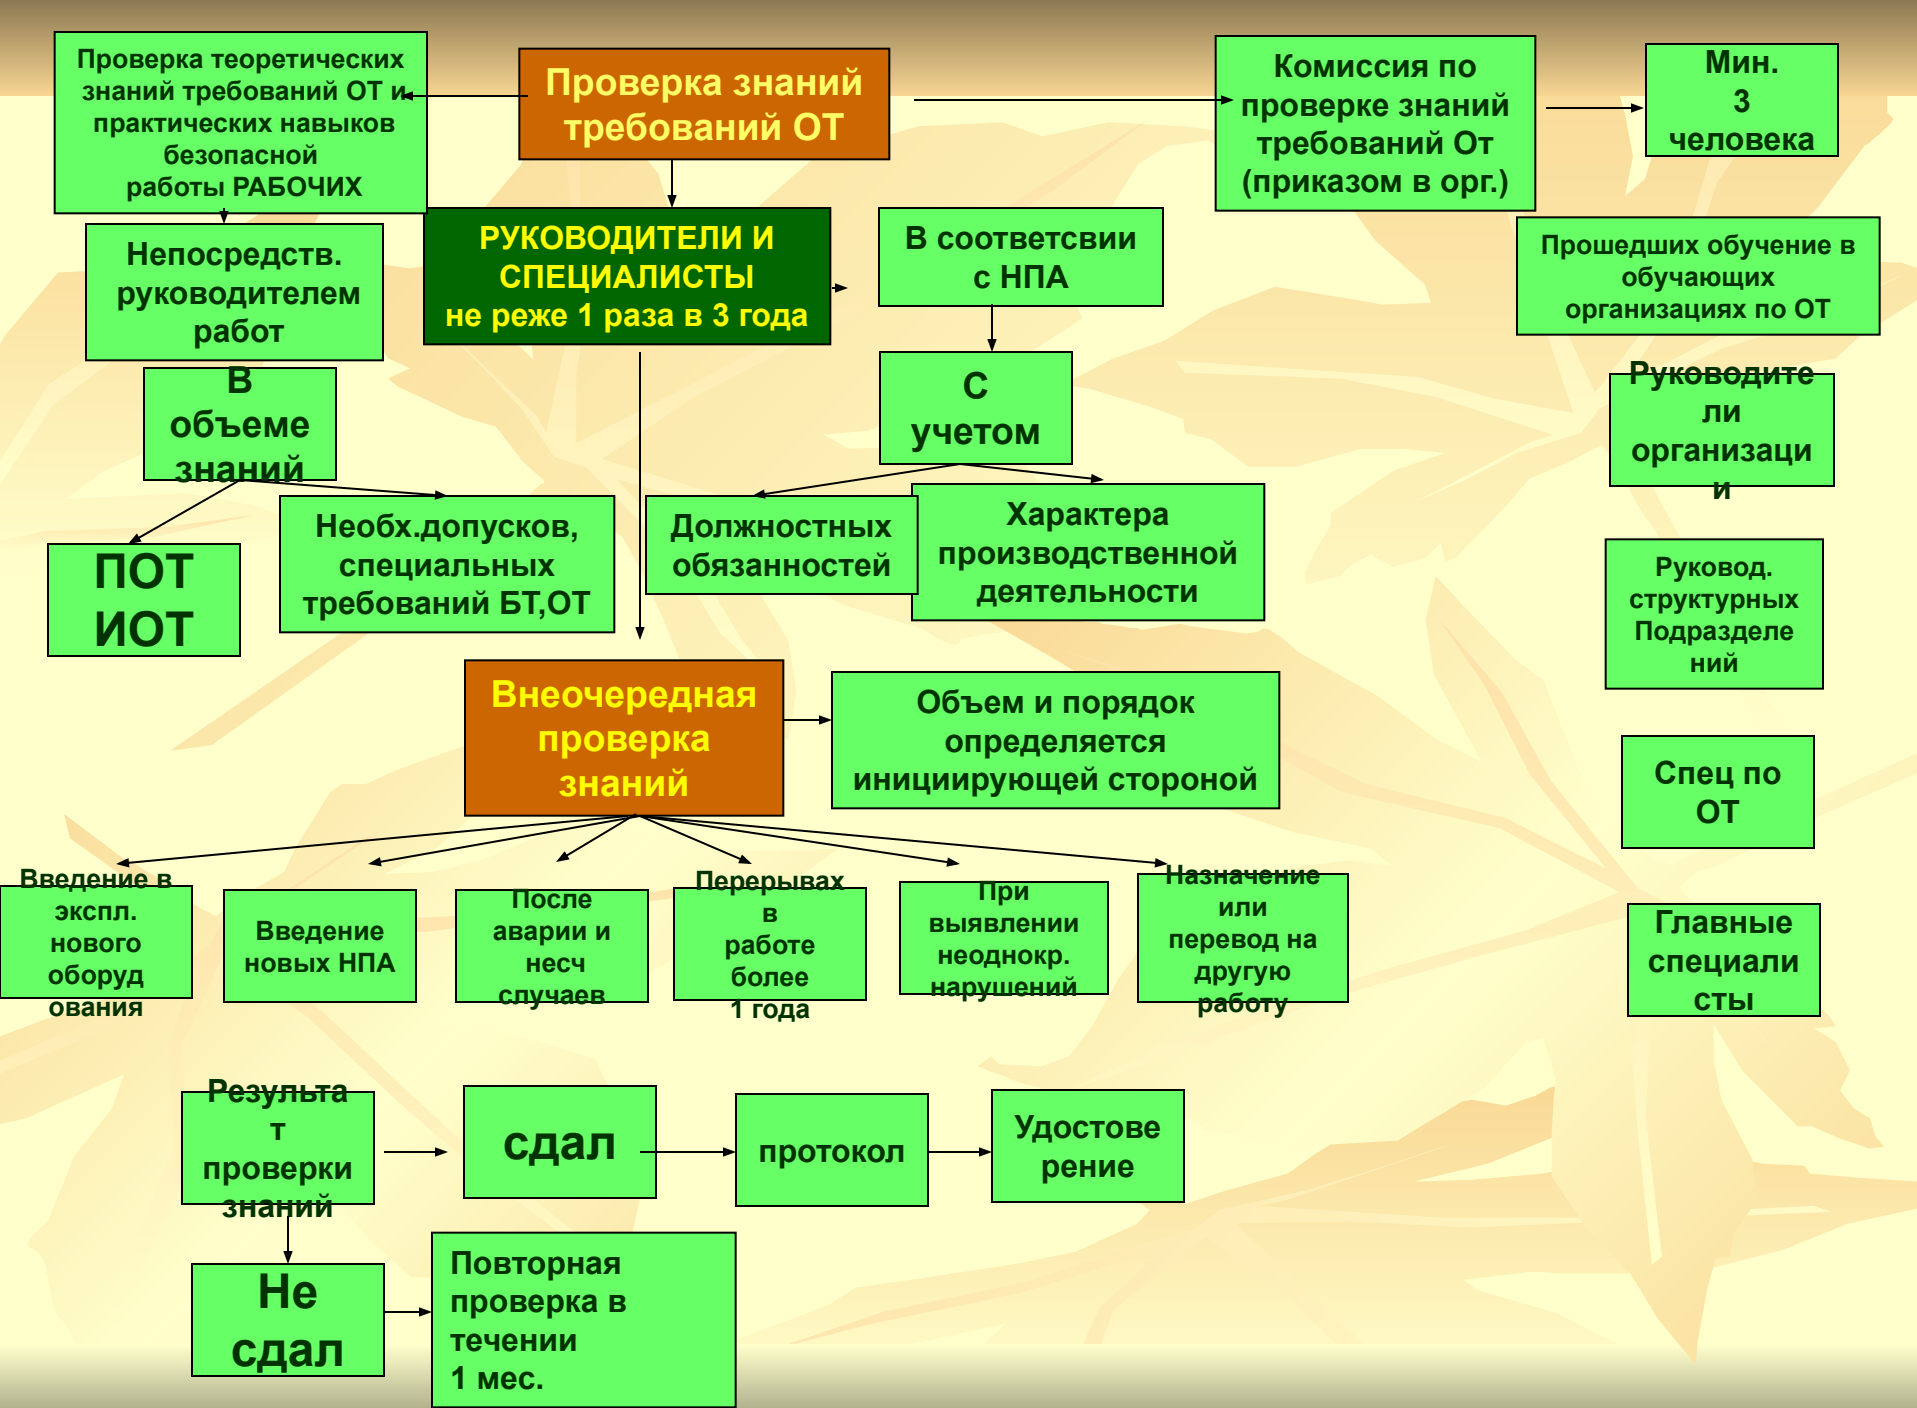 Проверка теоретических
знаний требований ОТ и
практических навыков
безопасной
работы РАБОЧИХ
Проверка знаний
требований ОТ
Комиссия по
проверке знаний
требований От
(приказом в орг.)
Мин.
3
человека
Непосредств.
руководителем
работ
РУКОВОДИТЕЛИ И
СПЕЦИАЛИСТЫ
не реже 1 раза в 3 года
В соответсвии
с НПА
Прошедших обучение в
обучающих
организациях по ОТ
В
объеме
знаний
С
учетом
Руководите
ли
организаци
и
ПОТ
ИОТ
Необх.допусков,
специальных
требований БТ,ОТ
Должностных
обязанностей
Характера
производственной
деятельности
Руковод.
структурных
Подразделе
ний
Внеочередная
проверка
знаний
Объем и порядок
определяется
инициирующей стороной
Спец по
ОТ
Введение в
экспл.
нового
оборуд
ования
Введение
новых НПА
После
аварии и
несч
случаев
Перерывах
в
работе
более
1 года
При
выявлении
неоднокр.
нарушений
Назначение
или
перевод на
другую
работу
Главные
специали
сты
Результа
т
проверки
знаний
сдал
протокол
Удостове
рение
Не
сдал
Повторная
проверка в
течении
1 мес.